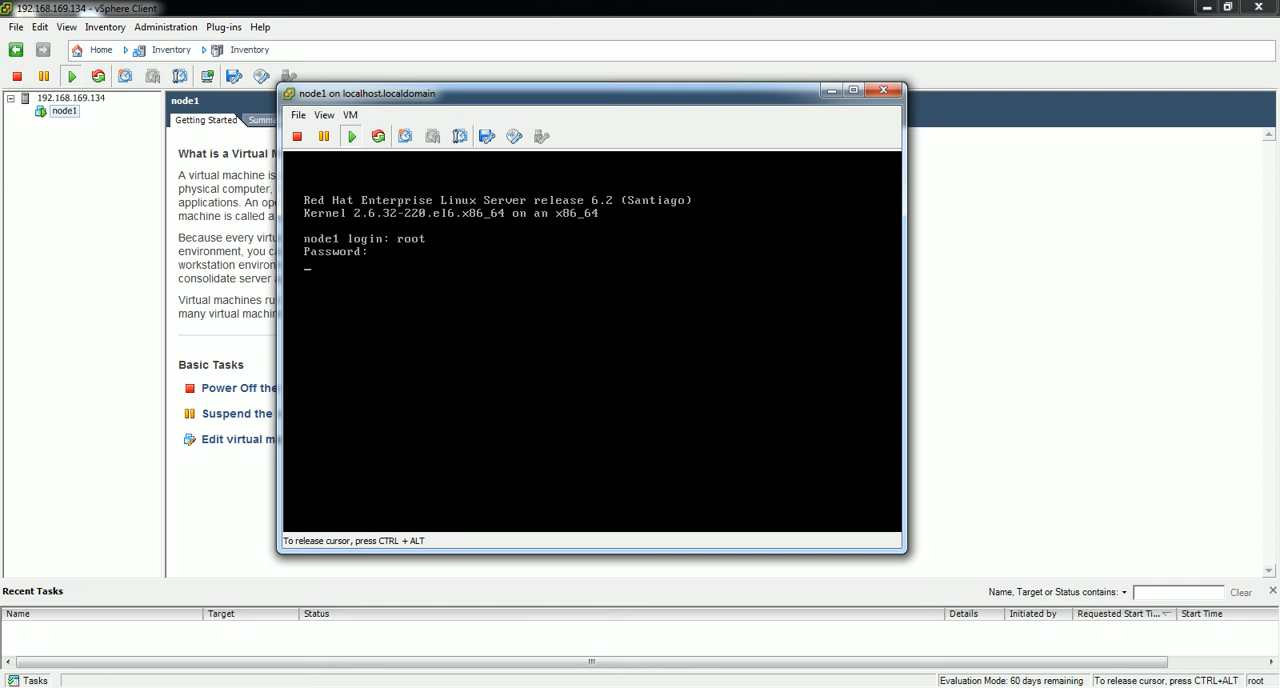 192.168.169.134 - vSphere Client
File Edit View Inventory Administration Plug-ins Help
Home Inventory Inventory
192.168.169.134
node1
node1
Getting Started Summa
What is a Virtual M
A virtual machine is
physical computer,
applications. An ope
machine is called a
Because every virtu
environment, you ca
workstation environ
consolidate server a
Virtual machines ru
many virtual machin
Basic Tasks
Power Off the
Suspend the
Edit virtual ma
node1 on localhost.localdomain
File View VM
Red Hat Enterprise Linux Server release 6.2 (Santiago)
Kernel 2.6.32-220.el6.x86_64 on an x86_64
node1 login: root
Password:
_
To release cursor, press CTRL + ALT
Recent Tasks
Name, Target or Status contains: Clear
Name Target Status Details Initiated by Requested Start Ti... Start Time
Tasks Evaluation Mode: 60 days remaining To release cursor, press CTRL+ALT root